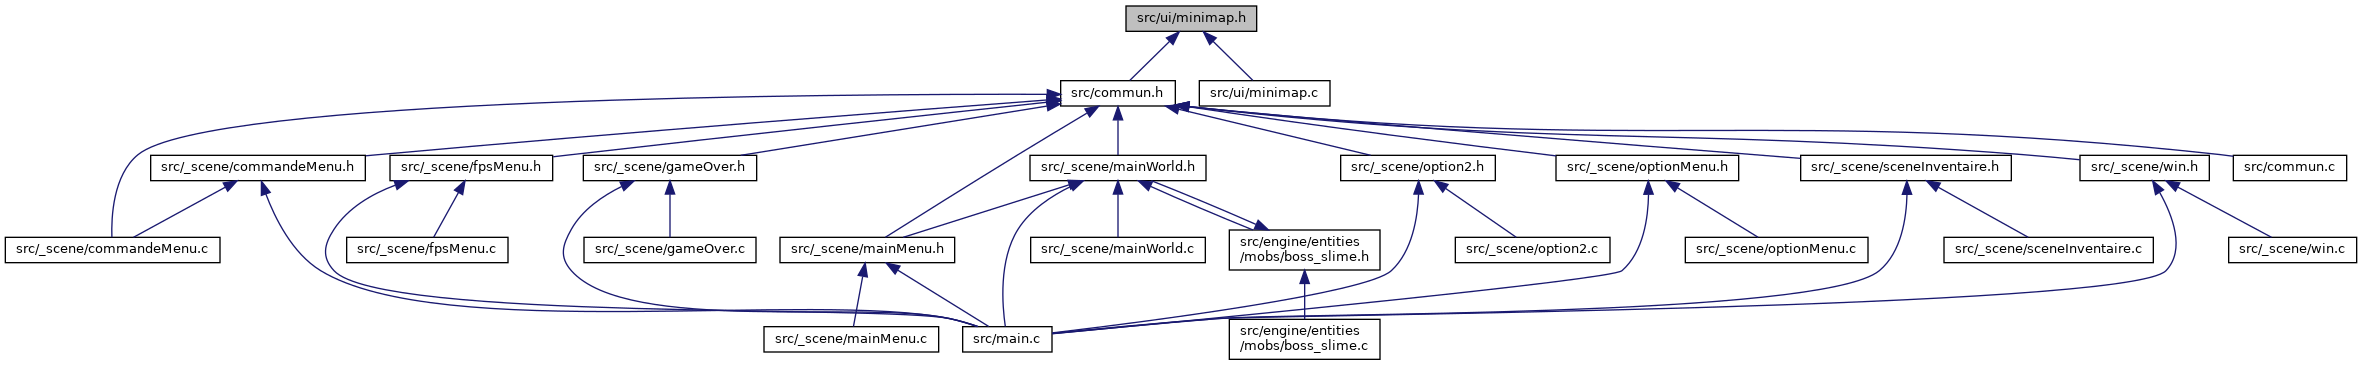 src/ui/minimap.h
src/commun.h
src/ui/minimap.c
src/_scene/commandeMenu.h
src/_scene/fpsMenu.h
src/_scene/gameOver.h
src/_scene/mainWorld.h
src/_scene/option2.h
src/_scene/optionMenu.h
src/_scene/sceneInventaire.h
src/_scene/win.h
src/commun.c
src/_scene/commandeMenu.c
src/_scene/fpsMenu.c
src/_scene/gameOver.c
src/_scene/mainMenu.h
src/_scene/mainWorld.c
src/engine/entities
/mobs/boss_slime.h
src/_scene/option2.c
src/_scene/optionMenu.c
src/_scene/sceneInventaire.c
src/_scene/win.c
src/_scene/mainMenu.c
src/main.c
src/engine/entities
/mobs/boss_slime.c